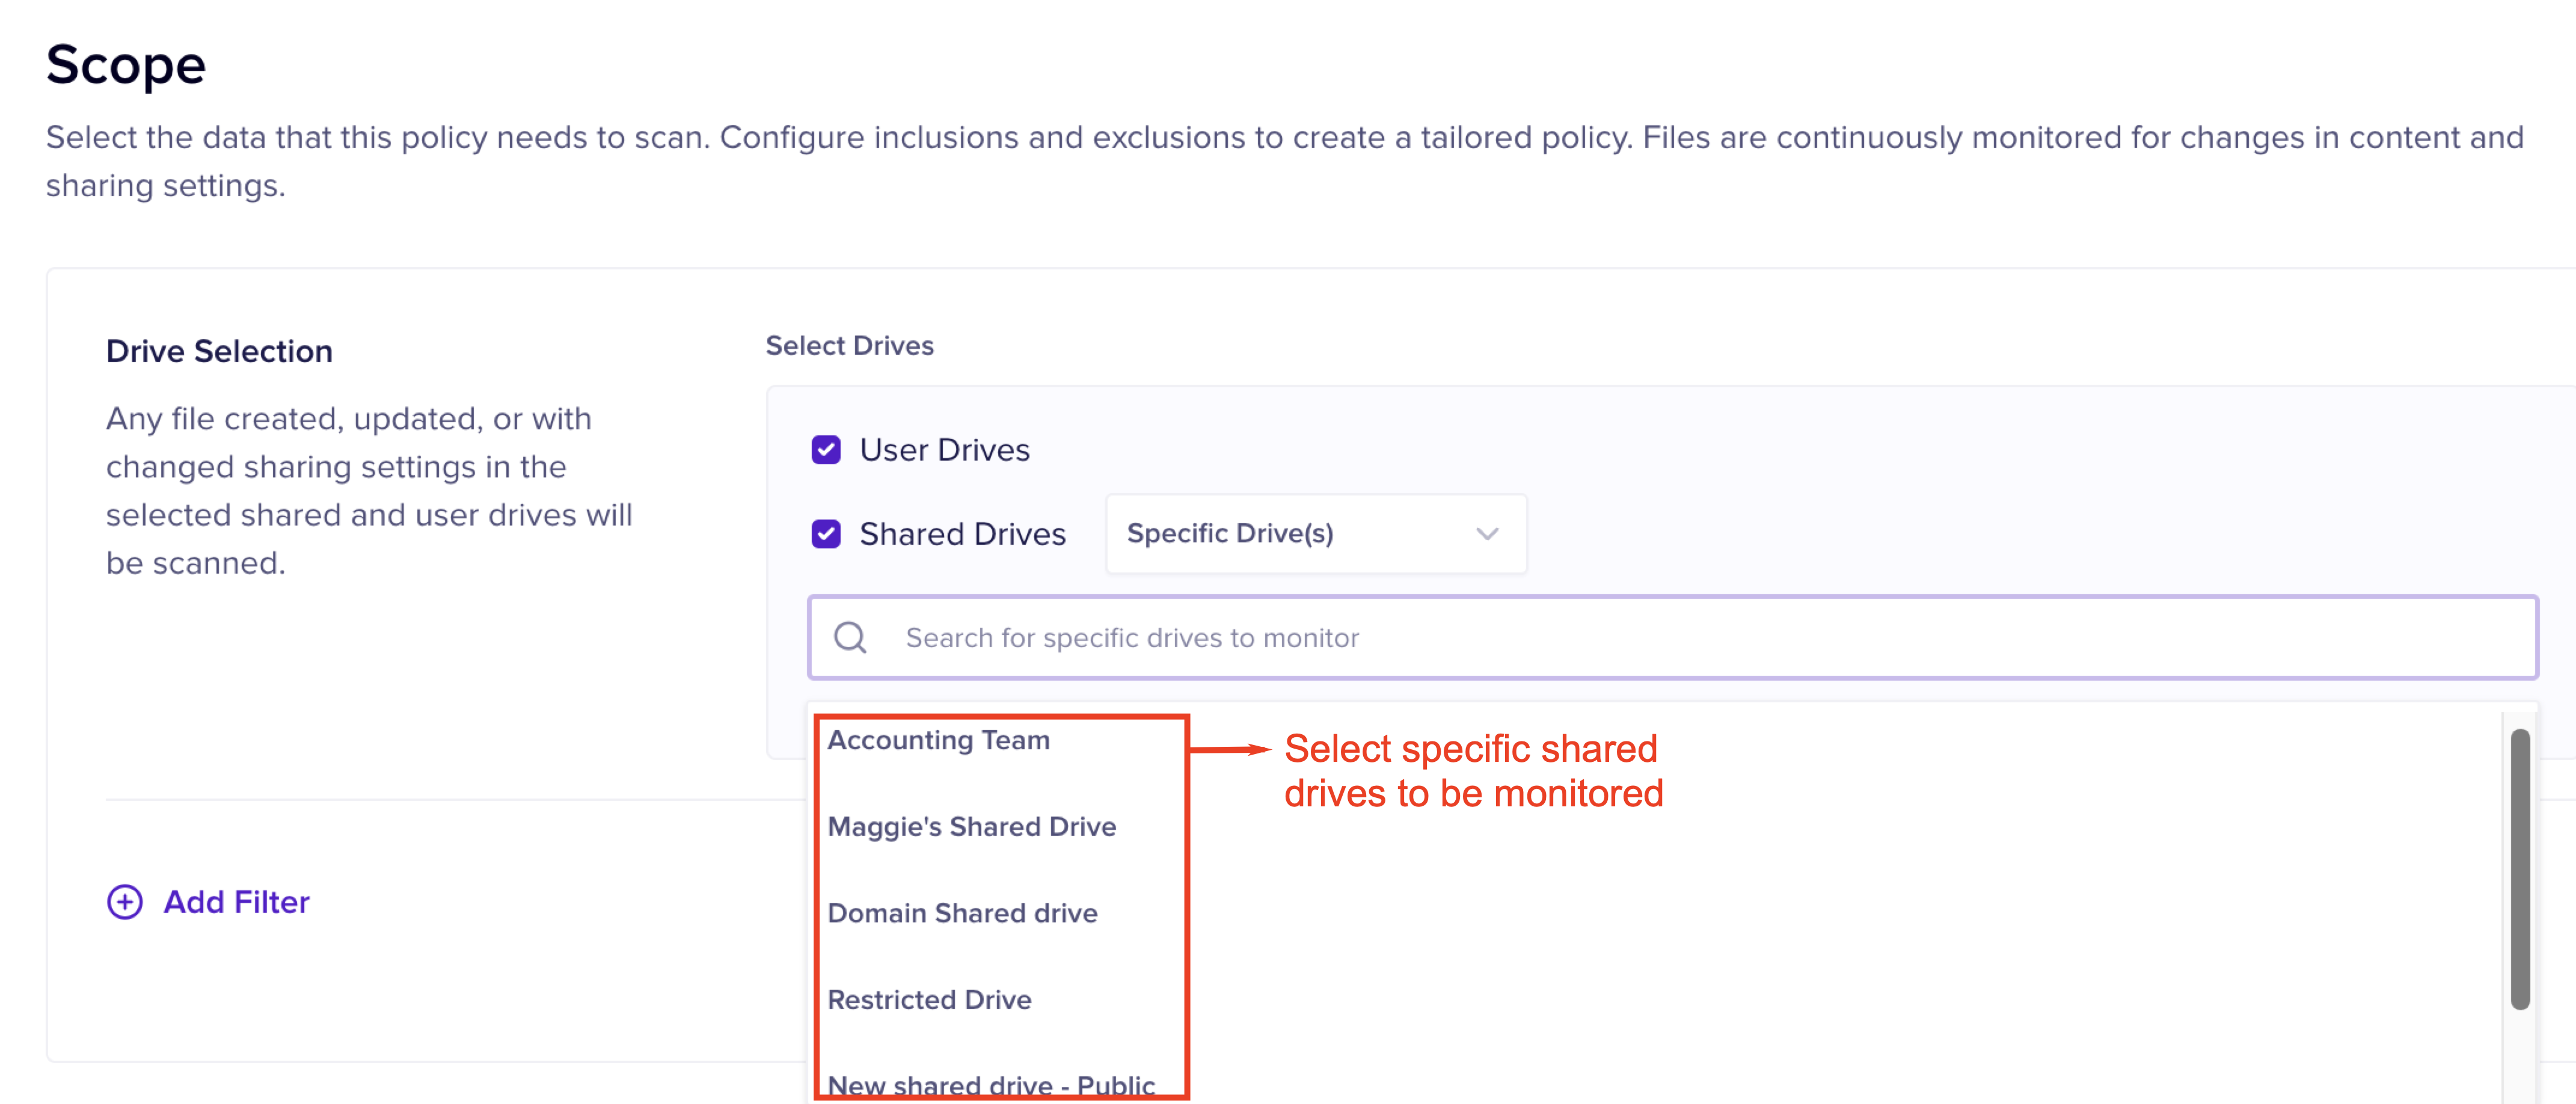 Scope
Select the data that this policy needs to scan. Configure inclusions and exclusions to create a tailored policy. Files are continuously monitored for changes in content and
sharing settings.
Drive Selection
Any file created, updated, or with
changed sharing settings in the
selected shared and user drives will
be scanned.
Select Drives
User Drives
Shared Drives
Specific Drive(s)
Search for specific drives to monitor
Accounting Team
Maggie's Shared Drive
Domain Shared drive
Restricted Drive
New shared drive - Public
Select specific shared
drives to be monitored
Add Filter